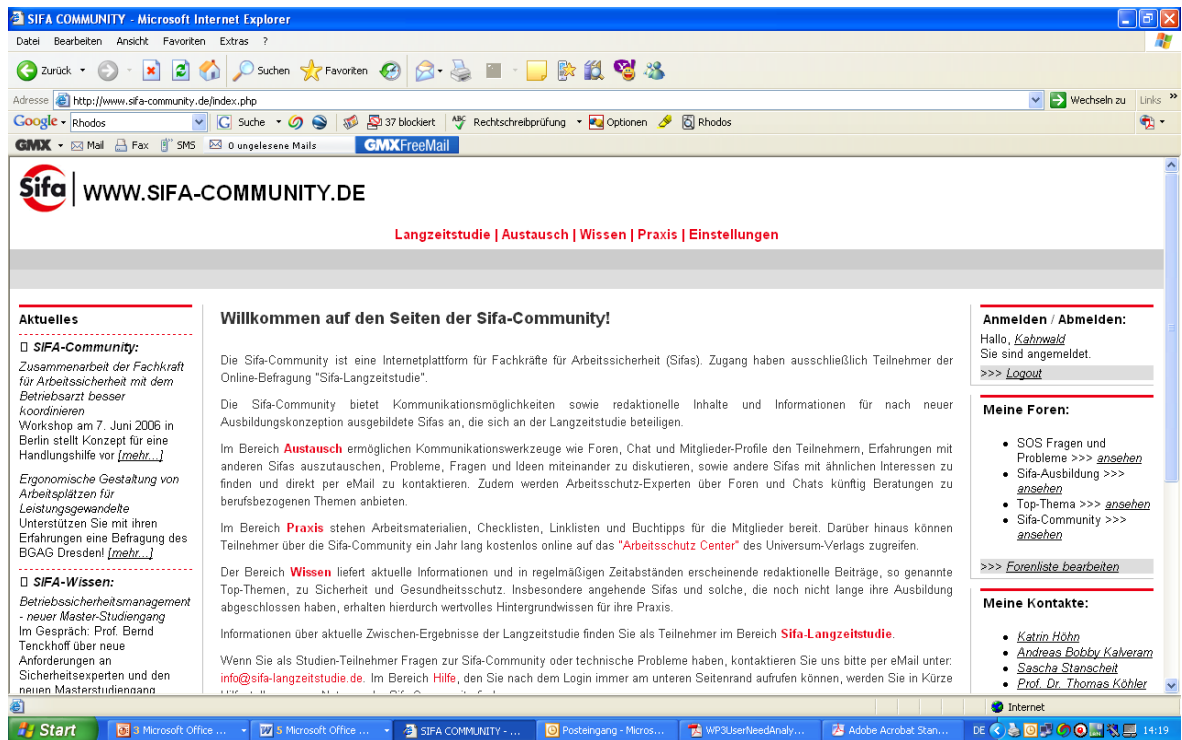 SIFA COMMUNITY - Microsoft Internet Explorer
Datei Bearbeiten Ansicht Favoriten Extras ?
Zurück Suchen Favoriten
Adresse http://www.sifa-community.de/index.php Wechseln zu Links »
Google Rhodos Suche 37 blockiert ABC Rechtschreibprüfung Optionen Rhodos
GMX Mail Fax SMS 0 ungelesene Mails GMXFreeMail
Sifa WWW.SIFA-COMMUNITY.DE
Langzeitstudie | Austausch | Wissen | Praxis | Einstellungen
Aktuelles
SIFA-Community:
Zusammenarbeit der Fachkraft
für Arbeitssicherheit mit dem
Betriebsarzt besser
koordinieren
Workshop am 7. Juni 2006 in
Berlin stellt Konzept für eine
Handlungshilfe vor [mehr...]
Ergonomische Gestaltung von
Arbeitsplätzen für
Leistungsgewandelte
Unterstützen Sie mit ihren
Erfahrungen eine Befragung des
BGAG Dresden! [mehr...]
SIFA-Wissen:
Betriebssicherheitsmanagement
- neuer Master-Studiengang
Im Gespräch: Prof. Bernd
Tenckhoff über neue
Anforderungen an
Sicherheitsexperten und den
neuen Masterstudiengang
Willkommen auf den Seiten der Sifa-Community!
Die Sifa-Community ist eine Internetplattform für Fachkräfte für Arbeitssicherheit (Sifas). Zugang haben ausschließlich Teilnehmer der
Online-Befragung "Sifa-Langzeitstudie".
Die Sifa-Community bietet Kommunikationsmöglichkeiten sowie redaktionelle Inhalte und Informationen für nach neuer
Ausbildungskonzeption ausgebildete Sifas an, die sich an der Langzeitstudie beteiligen.
Im Bereich Austausch ermöglichen Kommunikationswerkzeuge wie Foren, Chat und Mitglieder-Profile den Teilnehmern, Erfahrungen mit
anderen Sifas auszutauschen, Probleme, Fragen und Ideen miteinander zu diskutieren, sowie andere Sifas mit ähnlichen Interessen zu
finden und direkt per eMail zu kontaktieren. Zudem werden Arbeitsschutz-Experten über Foren und Chats künftig Beratungen zu
berufsbezogenen Themen anbieten.
Im Bereich Praxis stehen Arbeitsmaterialien, Checklisten, Linklisten und Buchtipps für die Mitglieder bereit. Darüber hinaus können
Teilnehmer über die Sifa-Community ein Jahr lang kostenlos online auf das "Arbeitsschutz Center" des Universum-Verlags zugreifen.
Der Bereich Wissen liefert aktuelle Informationen und in regelmäßigen Zeitabständen erscheinende redaktionelle Beiträge, so genannte
Top-Themen, zu Sicherheit und Gesundheitsschutz. Insbesondere angehende Sifas und solche, die noch nicht lange ihre Ausbildung
abgeschlossen haben, erhalten hierdurch wertvolles Hintergrundwissen für ihre Praxis.
Informationen über aktuelle Zwischen-Ergebnisse der Langzeitstudie finden Sie als Teilnehmer im Bereich Sifa-Langzeitstudie.
Wenn Sie als Studien-Teilnehmer Fragen zur Sifa-Community oder technische Probleme haben, kontaktieren Sie uns bitte per eMail unter:
info@sifa-langzeitstudie.de. Im Bereich Hilfe, den Sie nach dem Login immer am unteren Seitenrand aufrufen können, werden Sie in Kürze
Anmelden / Abmelden:
Hallo, Kahnwald
Sie sind angemeldet.
>>> Logout
Meine Foren:
SOS Fragen und
Probleme >>> ansehen
Sifa-Ausbildung >>>
ansehen
Top-Thema >>> ansehen
Sifa-Community >>>
ansehen
>>> Forenliste bearbeiten
Meine Kontakte:
Katrin Höhn
Andreas Bobby Kalveram
Sascha Stanscheit
Prof. Dr. Thomas Köhler
Internet
Start 3 Microsoft Office ... 5 Microsoft Office ... SIFA COMMUNITY - ... Posteingang - Micros... WP3UserNeedAnaly... Adobe Acrobat Stan... DE 14:19